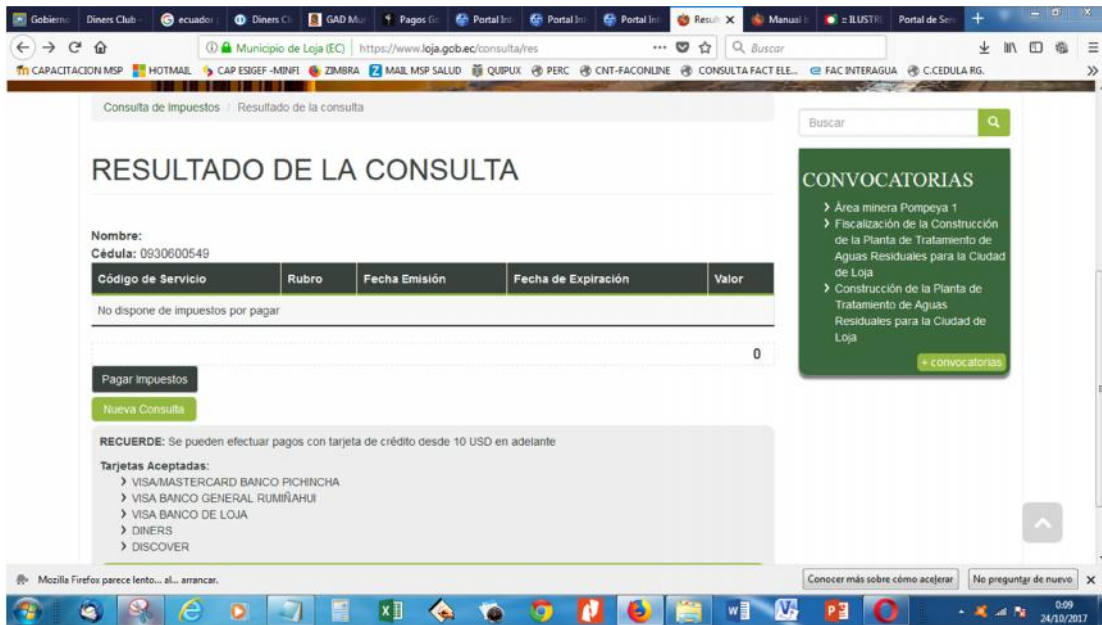 Gobierno
Diners Club -
ecuador
Diners Cl
GAD Mu
Pagos Go
Portal Int
Portal Int
Portal Int
Resul
Manual
:: ILUSTR
Portal de Ser
Municipio de Loja (EC)
https://www.loja.gob.ec/consulta/res
Buscar
CAPACITACION MSP
HOTMAIL
CAP ESIGEF -MINFI
ZIMBRA
MAIL MSP SALUD
QUIPUX
PERC
CNT-FACONLINE
CONSULTA FACT ELE...
FAC INTERAGUA
C.CEDULA RG.
Consulta de Impuestos / Resultado de la consulta
RESULTADO DE LA CONSULTA
Nombre:
Cédula: 0930600549
Código de Servicio Rubro Fecha Emisión Fecha de Expiración Valor
No dispone de impuestos por pagar
0
Pagar Impuestos
Nueva Consulta
RECUERDE: Se pueden efectuar pagos con tarjeta de crédito desde 10 USD en adelante
Tarjetas Aceptadas:
VISA/MASTERCARD BANCO PICHINCHA
VISA BANCO GENERAL RUMIÑAHUI
VISA BANCO DE LOJA
DINERS
DISCOVER
Buscar
CONVOCATORIAS
Área minera Pompeya 1
Fiscalización de la Construcción
de la Planta de Tratamiento de
Aguas Residuales para la Ciudad
de Loja
Construcción de la Planta de
Tratamiento de Aguas
Residuales para la Ciudad de
Loja
+ convocatorias
Mozilla Firefox parece lento... al... arrancar.
Conocer más sobre cómo acelerar
No preguntar de nuevo
0:09
24/10/2017